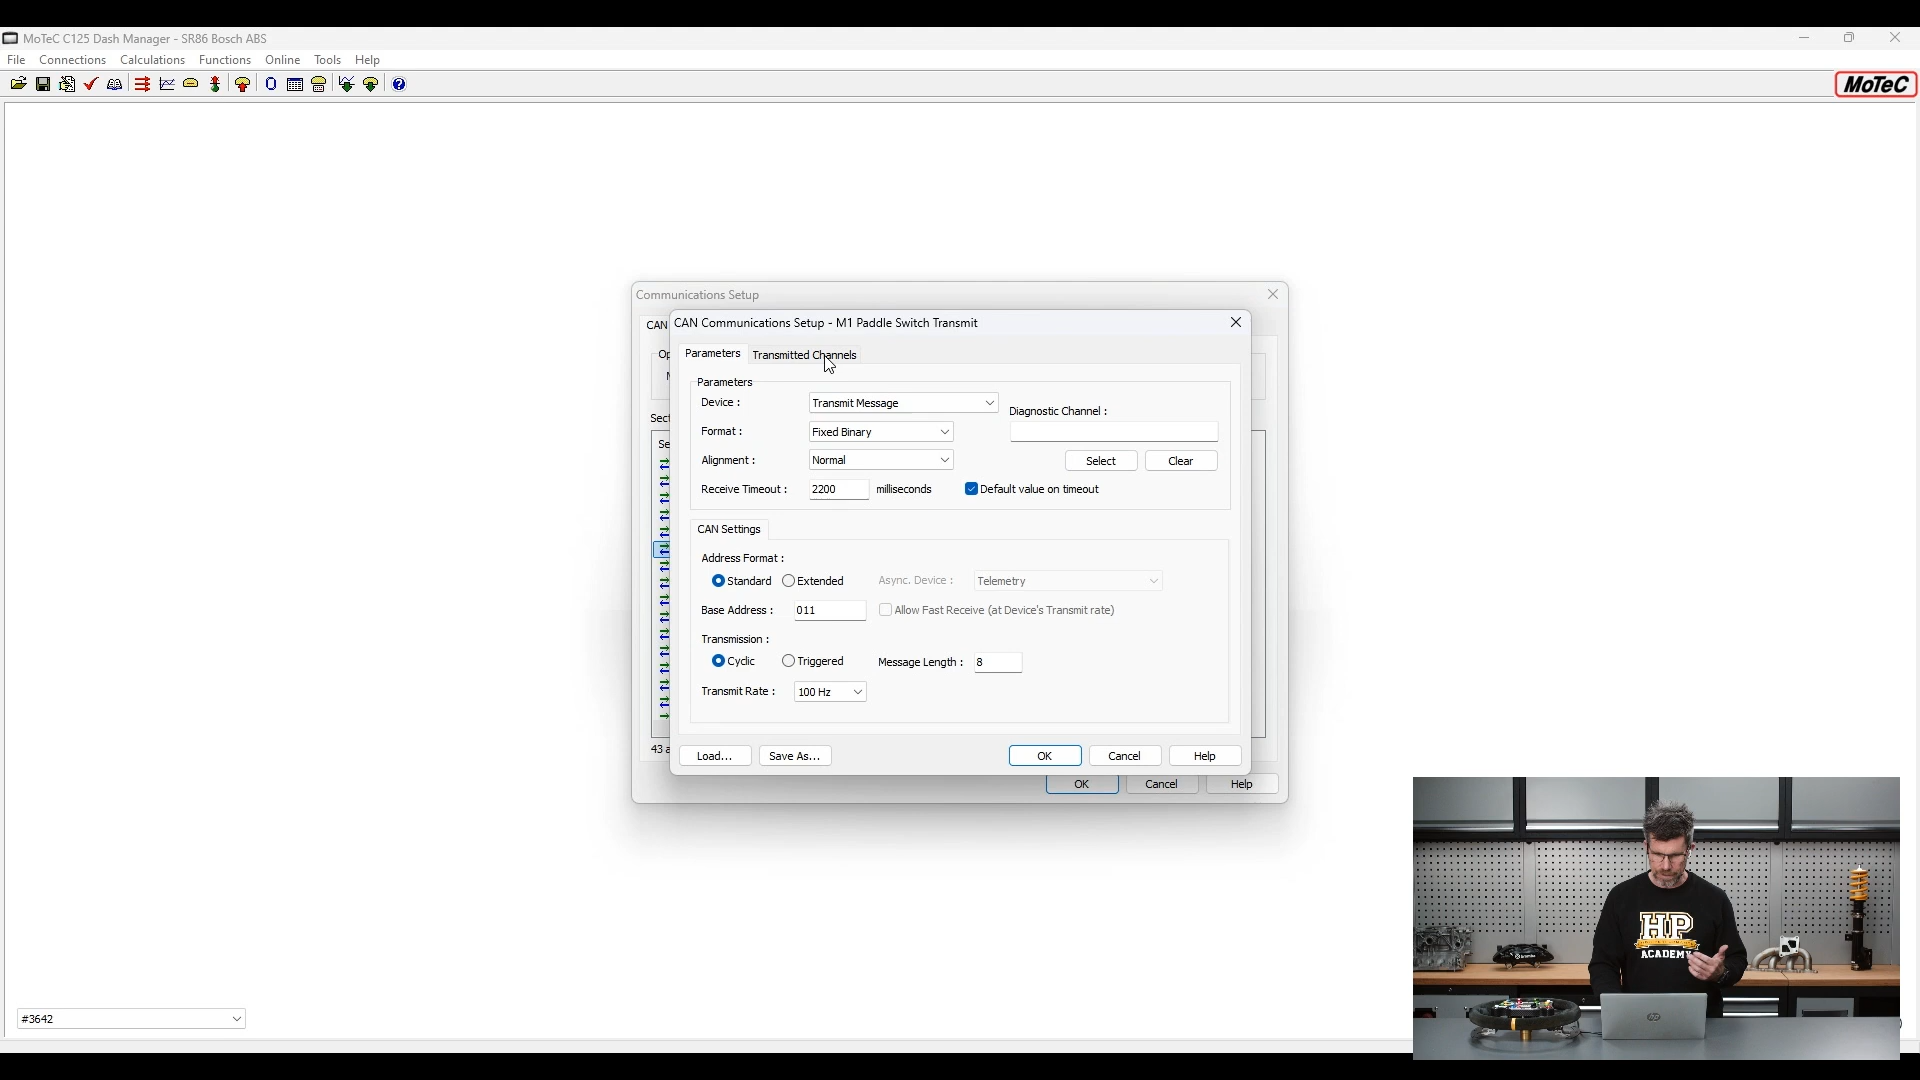 MoTeC C125 Dash Manager - SR86 Bosch ABS
File Connections Calculations Functions Online Tools Help
MoTeC
Communications Setup
CAN
CAN Communications Setup - M1 Paddle Switch Transmit
Parameters Transmitted Channels
Parameters
Device : Transmit Message
Diagnostic Channel :
Format : Fixed Binary
Alignment : Normal
Select Clear
Receive Timeout : 2200 milliseconds Default value on timeout
CAN Settings
Address Format :
Standard Extended Async. Device : Telemetry
Base Address : 011 Allow Fast Receive (at Device's Transmit rate)
Transmission :
Cyclic Triggered Message Length : 8
Transmit Rate : 100 Hz
43
Load... Save As... OK Cancel Help
OK Cancel Help
#3642
HP
ACADEMY
brembo
hp